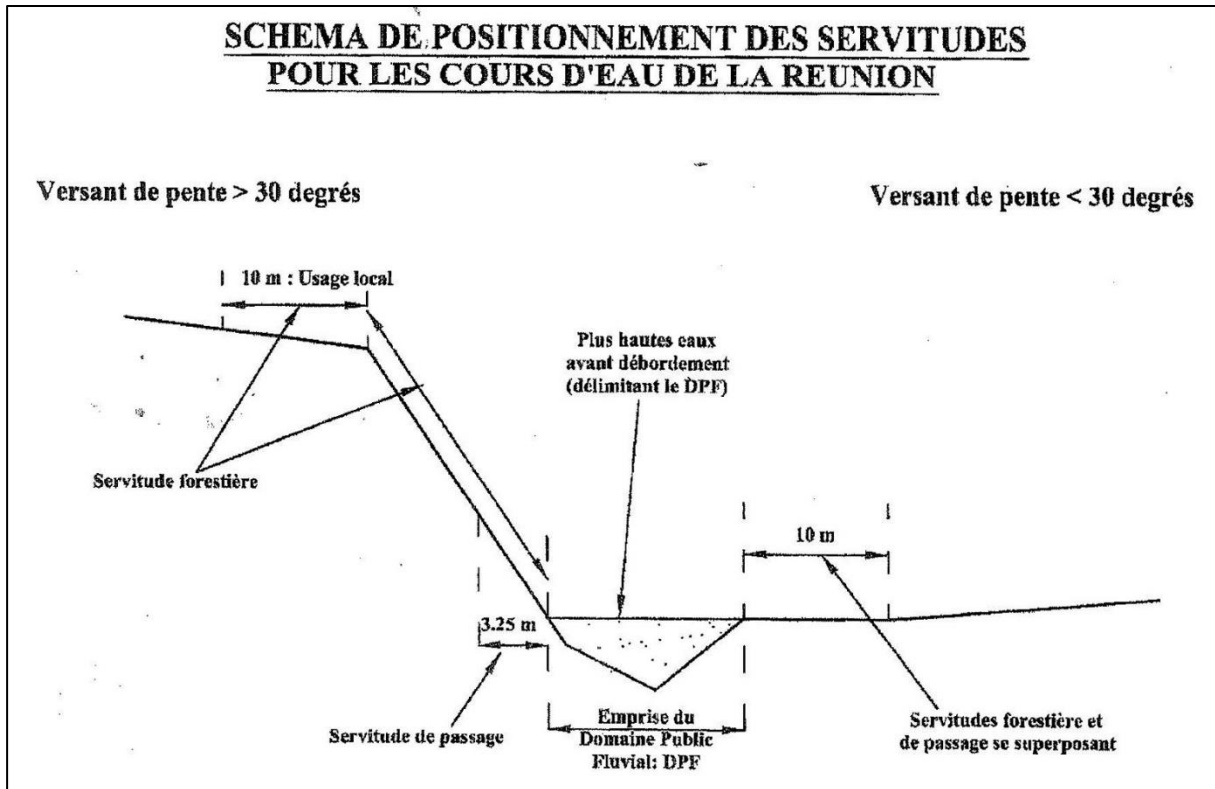 SCHEMA DE POSITIONNEMENT DES SERVITUDES
POUR LES COURS D'EAU DE LA REUNION
Versant de pente > 30 degrés
Versant de pente < 30 degrés
10 m : Usage local
Plus hautes eaux
avant débordement
(délimitant le DPF)
Servitude forestière
10 m
3.25 m
Servitude de passage
Emprise du
Domaine Public
Fluvial: DPF
Servitudes forestière et
de passage se superposant